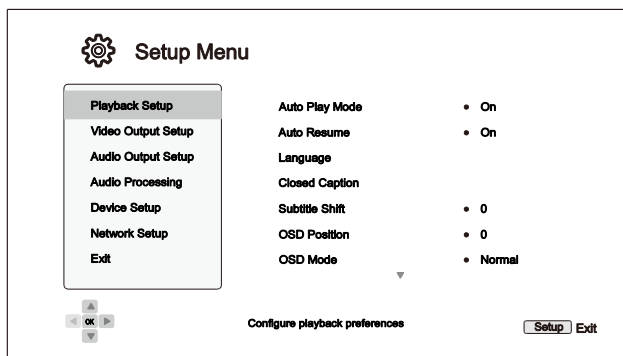 Setup Menu
Playback Setup
Video Output Setup
Audio Output Setup
Audio Processing
Device Setup
Network Setup
Exit
Auto Play Mode • On
Auto Resume • On
Language
Closed Caption
Subtitle Shift • 0
OSD Position • 0
OSD Mode • Normal
OK
Configure playback preferences
Setup Exit